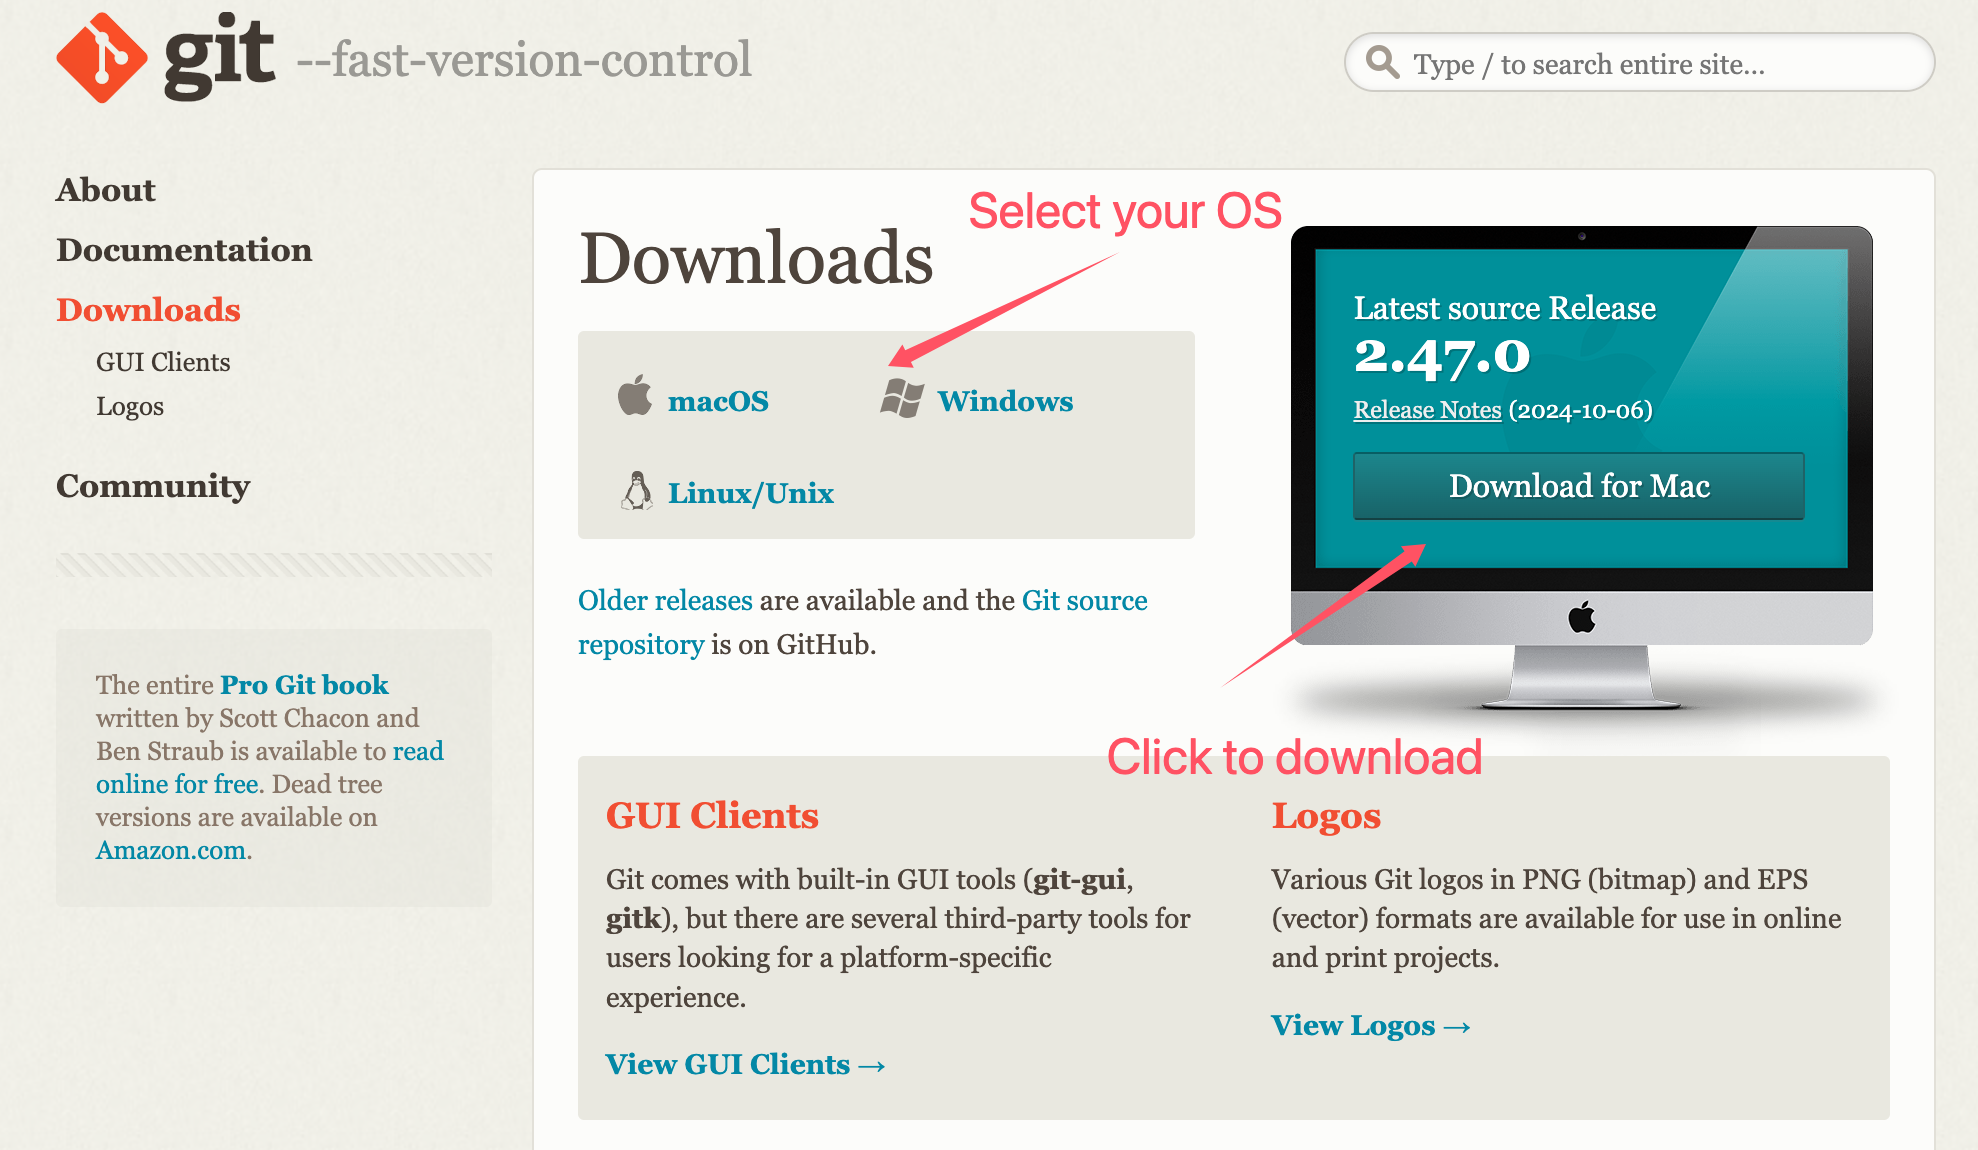 git --fast-version-control
Type / to search entire site...
About
Documentation
Downloads
GUI Clients
Logos
Community
The entire Pro Git book
written by Scott Chacon and
Ben Straub is available to read
online for free. Dead tree
versions are available on
Amazon.com.
Select your OS
Downloads
macOS
Windows
Linux/Unix
Older releases are available and the Git source
repository is on GitHub.
Latest source Release
2.47.0
Release Notes (2024-10-06)
Download for Mac
Click to download
GUI Clients
Git comes with built-in GUI tools (git-gui,
gitk), but there are several third-party tools for
users looking for a platform-specific
experience.
View GUI Clients →
Logos
Various Git logos in PNG (bitmap) and EPS
(vector) formats are available for use in online
and print projects.
View Logos →